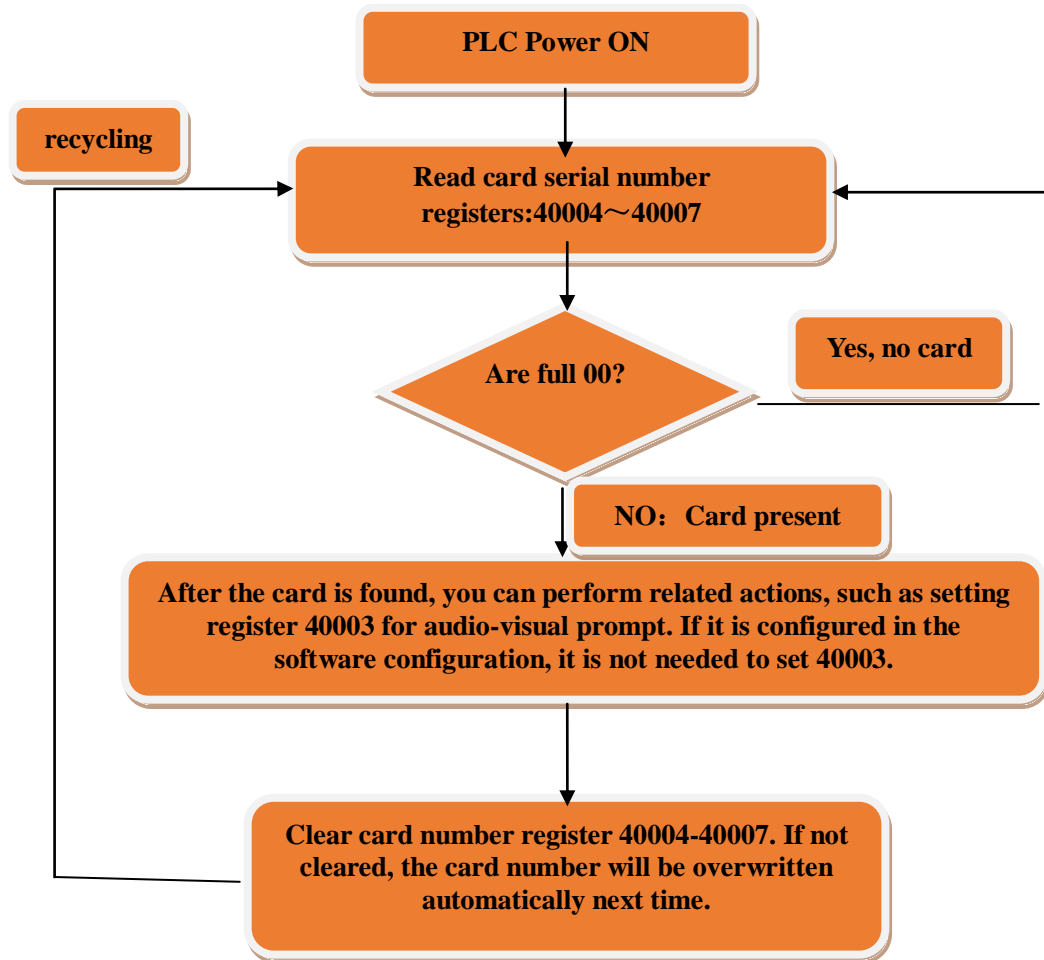 PLC Power ON
recycling
Read card serial number
registers:40004～40007
Are full 00?
Yes, no card
NO： Card present
After the card is found, you can perform related actions, such as setting
register 40003 for audio-visual prompt. If it is configured in the
software configuration, it is not needed to set 40003.
Clear card number register 40004-40007. If not
cleared, the card number will be overwritten
automatically next time.